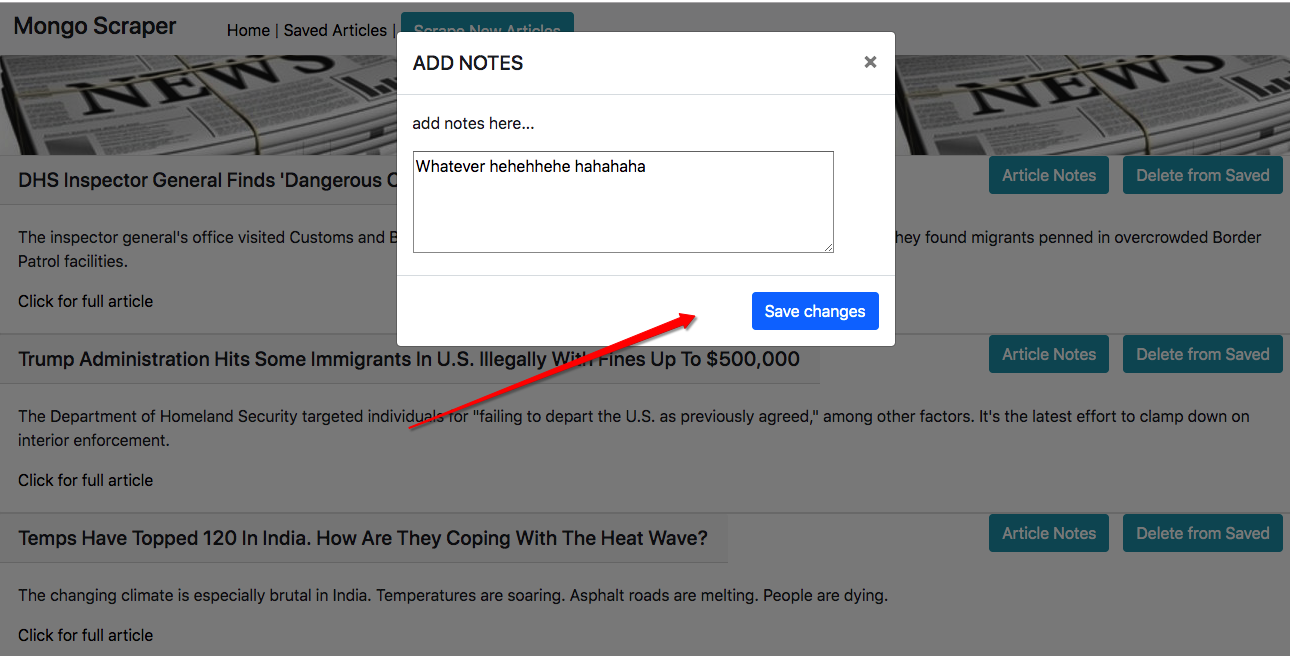 Mongo Scraper
Home | Saved Articles |
Scrape New Articles
NEWS
NEWS
ADD NOTES
×
add notes here...
Whatever hehehhehe hahahaha
Save changes
DHS Inspector General Finds 'Dangerous
Article Notes
Delete from Saved
The inspector general's office visited Customs and
they found migrants penned in overcrowded Border
Patrol facilities.
Click for full article
Trump Administration Hits Some Immigrants In U.S. Illegally With Fines Up To $500,000
Article Notes
Delete from Saved
The Department of Homeland Security targeted individuals for "failing to depart the U.S. as previously agreed," among other factors. It's the latest effort to clamp down on
interior enforcement.
Click for full article
Temps Have Topped 120 In India. How Are They Coping With The Heat Wave?
Article Notes
Delete from Saved
The changing climate is especially brutal in India. Temperatures are soaring. Asphalt roads are melting. People are dying.
Click for full article